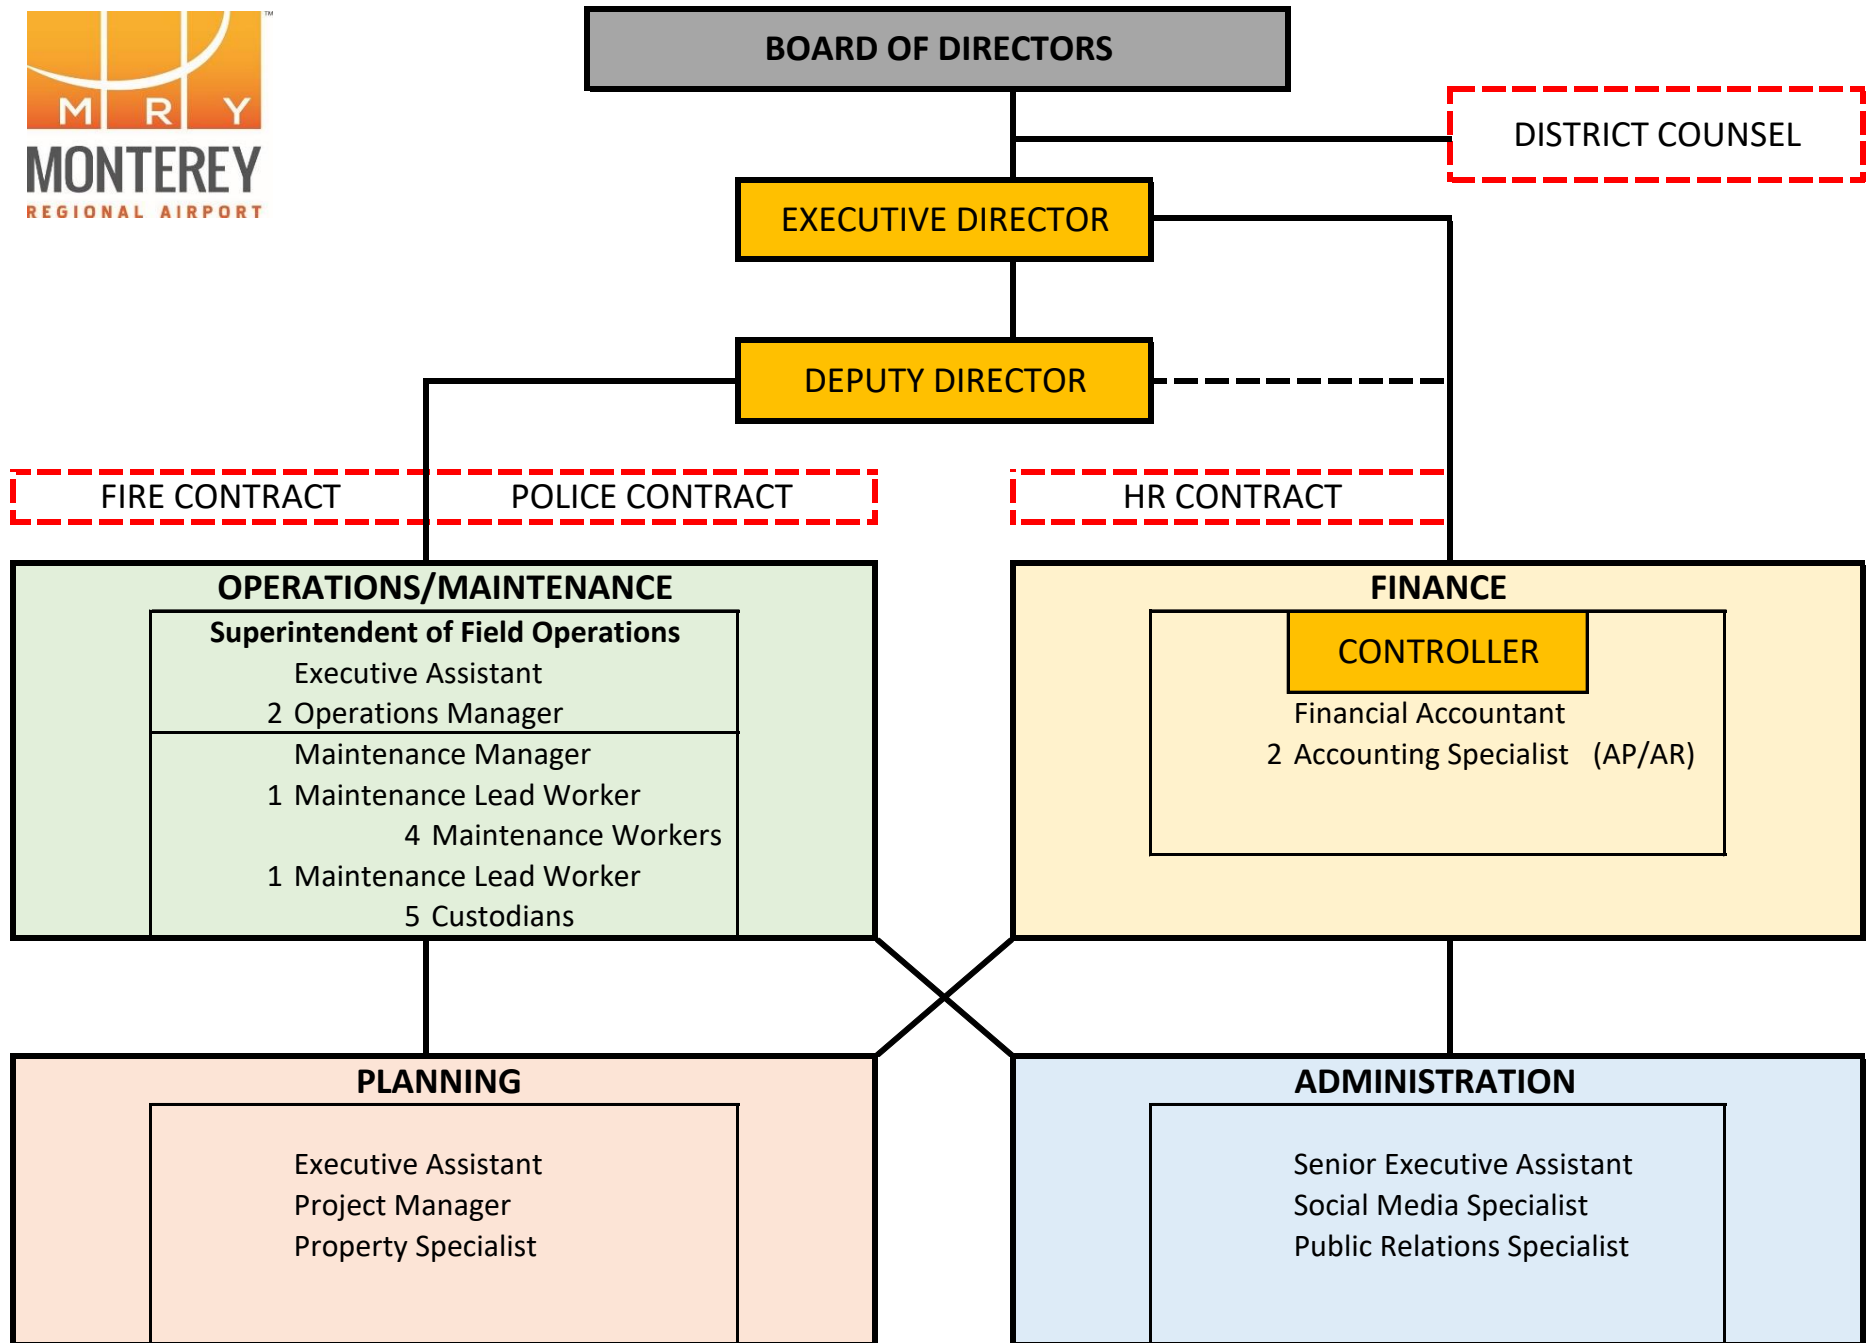 M R Y
™
MONTEREY
REGIONAL AIRPORT
BOARD OF DIRECTORS
DISTRICT COUNSEL
EXECUTIVE DIRECTOR
DEPUTY DIRECTOR
FIRE CONTRACT
POLICE CONTRACT
HR CONTRACT
OPERATIONS/MAINTENANCE
Superintendent of Field Operations
Executive Assistant
2 Operations Manager
Maintenance Manager
1 Maintenance Lead Worker
4 Maintenance Workers
1 Maintenance Lead Worker
5 Custodians
FINANCE
CONTROLLER
Financial Accountant
2 Accounting Specialist (AP/AR)
PLANNING
Executive Assistant
Project Manager
Property Specialist
ADMINISTRATION
Senior Executive Assistant
Social Media Specialist
Public Relations Specialist